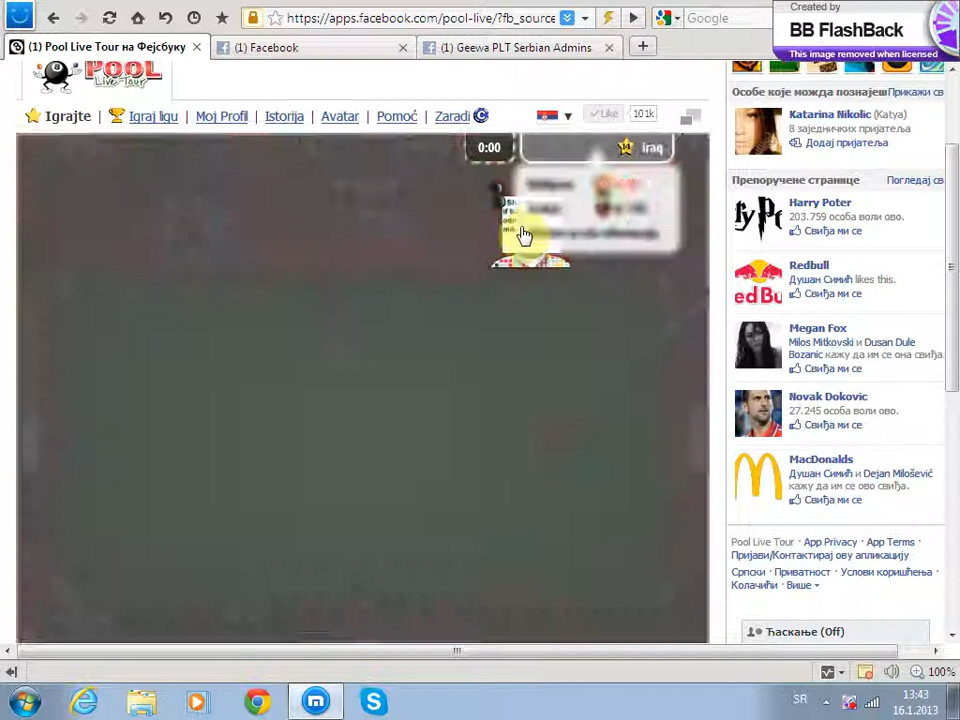 Created by
BB FlashBack
This image removed when licensed
https://apps.facebook.com/pool-live/?fb_source
Google
(1) Pool Live Tour на Фејсбуку
(1) Facebook
Geewa PLT Serbian Admins
POOL
Live Tour
Igrajte
Igraj ligu
Moj Profil
Istorija
Avatar
Pomoć
Zaradi
Like
101k
0:00
14
Iraq
Особе које можда познајеш
Прикажи св
Katarina Nikolic (Katya)
8 заједничких пријатеља
Додај пријатеља
Препоручене странице
Погледај св
Harry Poter
203.759 особа воли ово.
Свиђа ми се
Redbull
Душан Симић likes this.
Свиђа ми се
Megan Fox
Milos Mitkovski и Dusan Dule
Bozanic кажу да им се она свиђа.
Свиђа ми се
Novak Dokovic
27.245 особа воли ово.
Свиђа ми се
MacDonalds
Душан Симић и Dejan Milošević
кажу да им се ово свиђа.
Свиђа ми се
Pool Live Tour · App Privacy · App Terms ·
Пријави/Контактирај ову апликацију
Српски · Приватност · Услови коришћења ·
Колачићи · Више
Ћаскање (Off)
100%
SR
13:43
16.1.2013